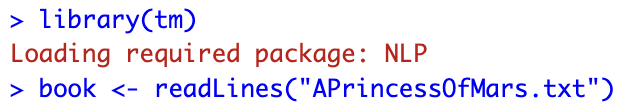 > library(tm)
Loading required package: NLP
> book <- readLines("APrincessOfMars.txt")